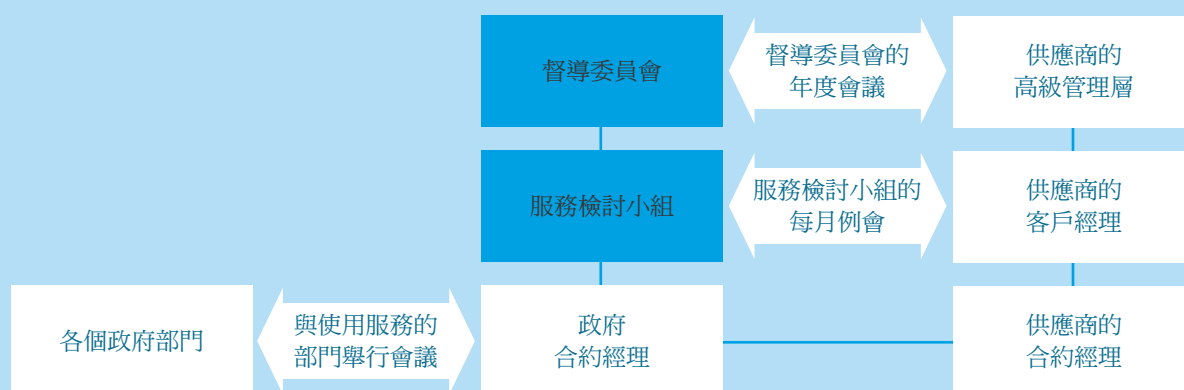 督導委員會
督導委員會的
年度會議
供應商的
高級管理層
服務檢討小組
服務檢討小組的
每月例會
供應商的
客戶經理
各個政府部門
與使用服務的
部門舉行會議
政府
合約經理
供應商的
合約經理